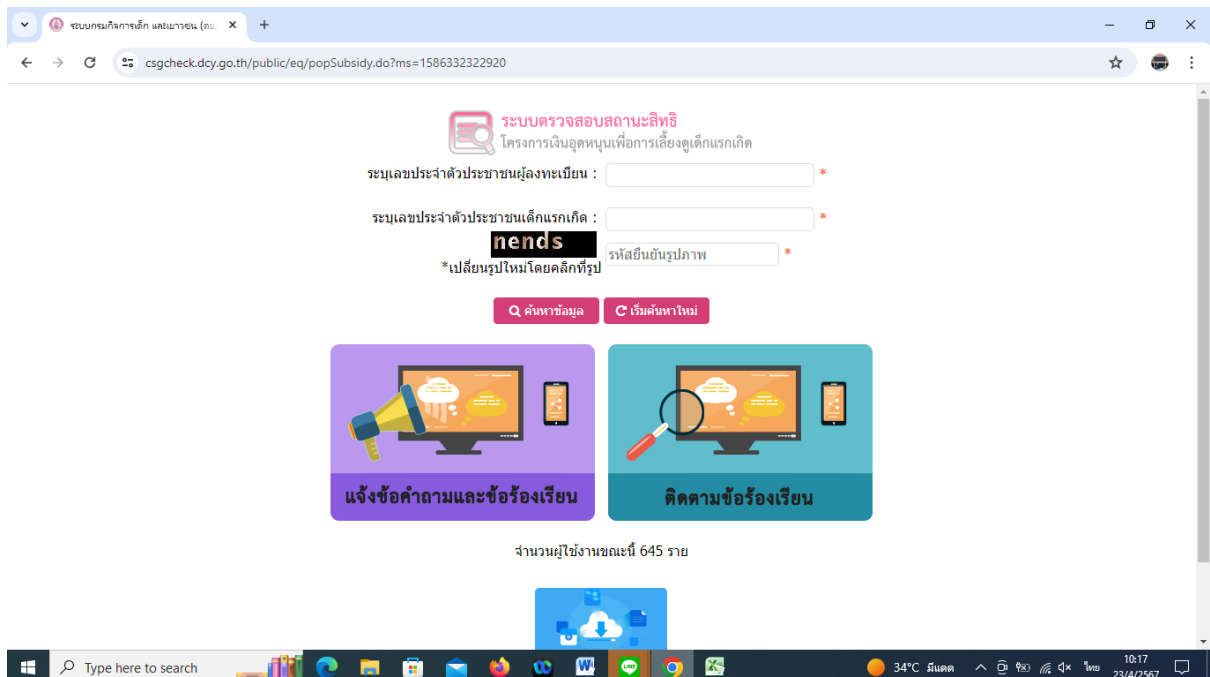 ระบบกรมกิจการเด็ก และเยาวชน (ดย.
csgcheck.dcy.go.th/public/eq/popSubsidy.do?ms=1586332322920
ระบบตรวจสอบสถานะสิทธิ
โครงการเงินอุดหนุนเพื่อการเลี้ยงดูเด็กแรกเกิด
ระบุเลขประจำตัวประชาชนผู้ลงทะเบียน : *
ระบุเลขประจำตัวประชาชนเด็กแรกเกิด : *
nends
รหัสยืนยันรูปภาพ *
*เปลี่ยนรูปใหม่โดยคลิกที่รูป
ค้นหาข้อมูล เริ่มค้นหาใหม่
แจ้งข้อคำถามและข้อร้องเรียน ติดตามข้อร้องเรียน
จำนวนผู้ใช้งานขณะนี้ 645 ราย
Type here to search 34°C มีแดด ไทย 10:17
23/4/2567